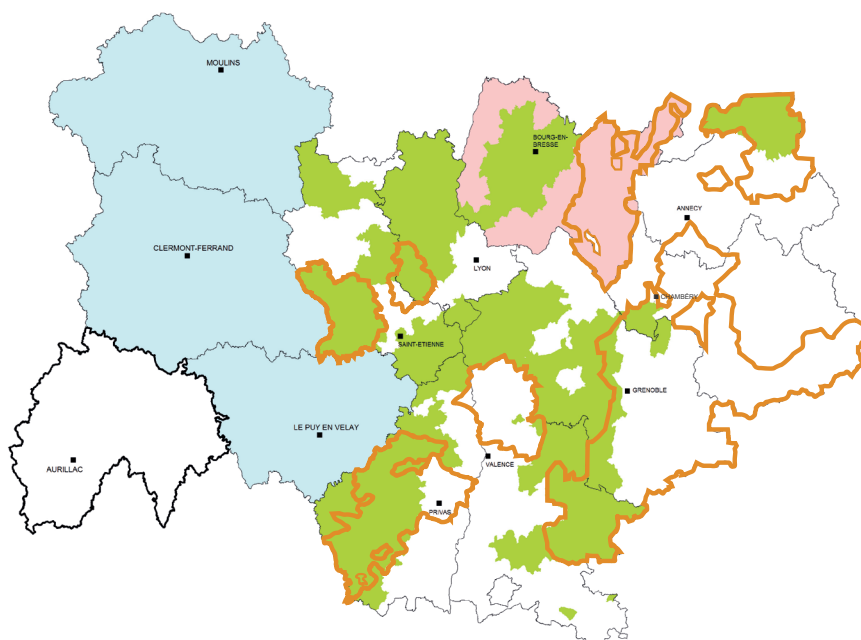 MOULINS
BOURG-EN-
BRESSE
ANNECY
CLERMONT-FERRAND
LYON
CHAMBÉRY
SAINT-ETIENNE
GRENOBLE
LE PUY EN VELAY
VALENCE
AURILLAC
PRIVAS